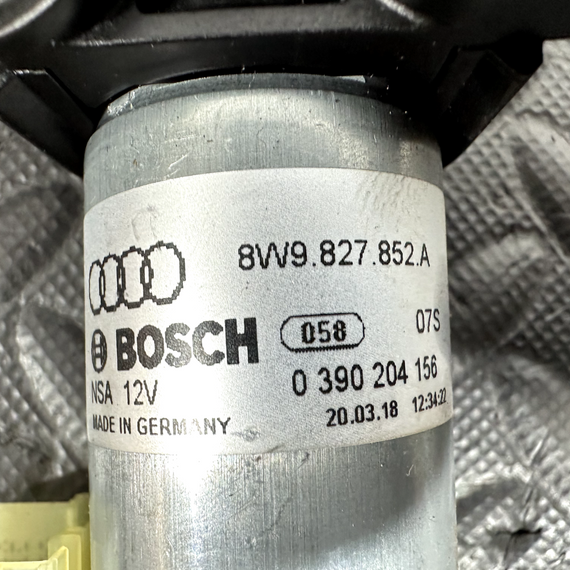 8W9.827.852.A
07S
BOSCH
058
NSA 12V
0 390 204 156
MADE IN GERMANY
20.03.18 12:34:22